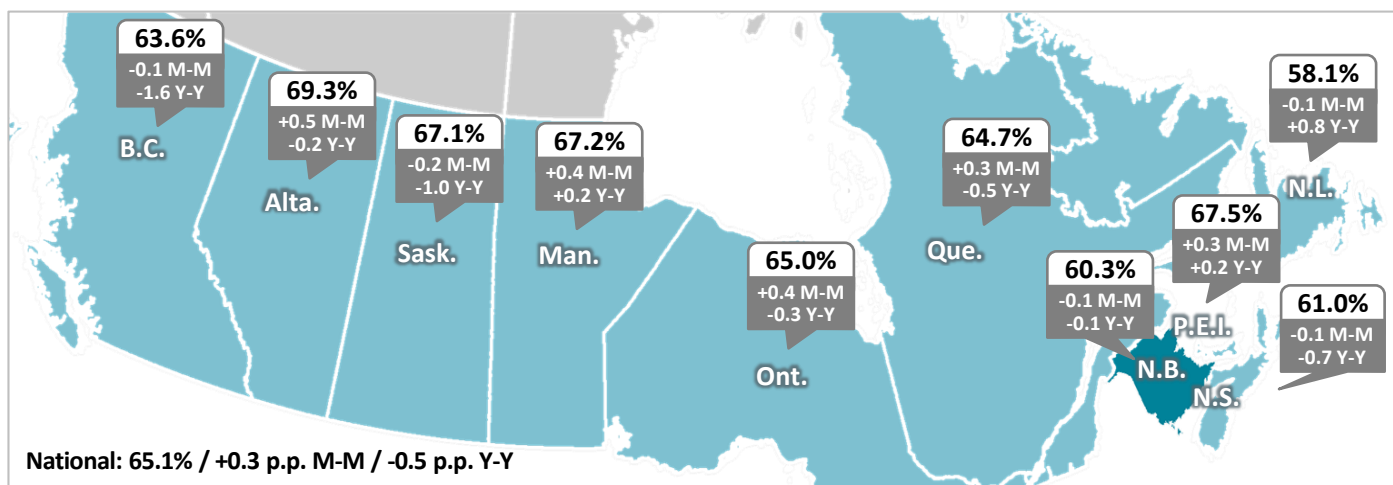 63.6%
-0.1 M-M
-1.6 Y-Y
B.C.
69.3%
+0.5 M-M
-0.2 Y-Y
Alta.
67.1%
-0.2 M-M
-1.0 Y-Y
Sask.
67.2%
+0.4 M-M
+0.2 Y-Y
Man.
65.0%
+0.4 M-M
-0.3 Y-Y
Ont.
64.7%
+0.3 M-M
-0.5 Y-Y
Que.
60.3%
-0.1 M-M
-0.1 Y-Y
N.B.
67.5%
+0.3 M-M
+0.2 Y-Y
P.E.I.
58.1%
-0.1 M-M
+0.8 Y-Y
N.L.
61.0%
-0.1 M-M
-0.7 Y-Y
N.S.
National: 65.1% / +0.3 p.p. M-M / -0.5 p.p. Y-Y